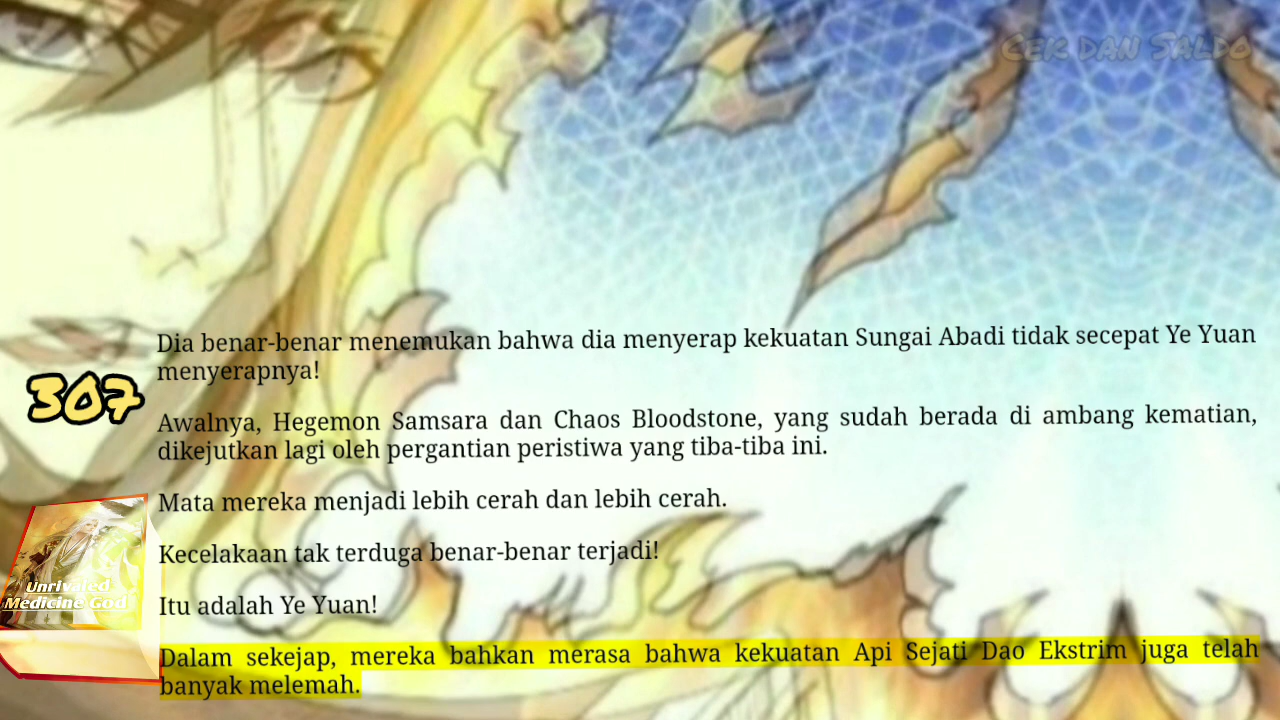 Cek dan Saldo
Dia benar-benar menemukan bahwa dia menyerap kekuatan Sungai Abadi tidak secepat Ye Yuan
menyerapnya!
307
Awalnya, Hegemon Samsara dan Chaos Bloodstone, yang sudah berada di ambang kematian,
dikejutkan lagi oleh pergantian peristiwa yang tiba-tiba ini.
Mata mereka menjadi lebih cerah dan lebih cerah.
Kecelakaan tak terduga benar-benar terjadi!
Unrivaled
Medicine God
Itu adalah Ye Yuan!
Dalam sekejap, mereka bahkan merasa bahwa kekuatan Api Sejati Dao Ekstrim juga telah
banyak melemah.